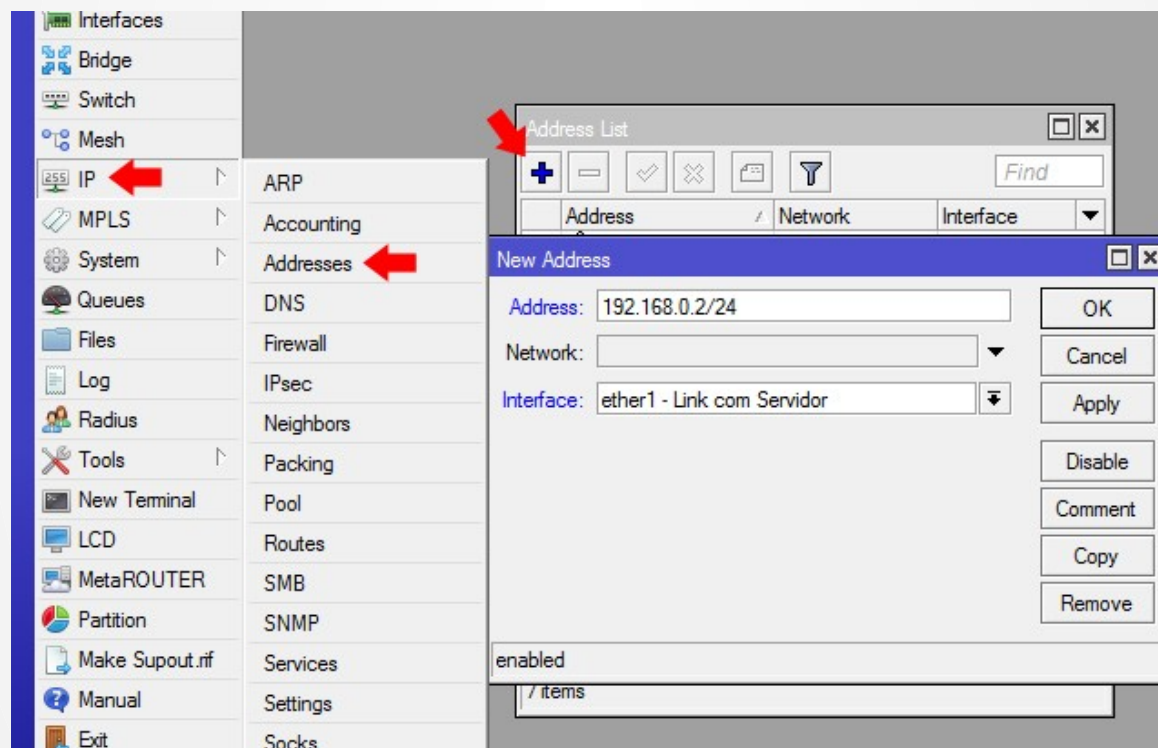 Interfaces
Bridge
Switch
Mesh
255 IP
MPLS
System
Queues
Files
Log
Radius
Tools
New Terminal
LCD
MetaROUTER
Partition
Make Supout.rif
Manual
Exit
ARP
Accounting
Addresses
DNS
Firewall
IPsec
Neighbors
Packing
Pool
Routes
SMB
SNMP
Services
Settings
Socks
Address List
Find
Address Network Interface
New Address
Address: 192.168.0.2/24
Network:
Interface: ether1 - Link com Servidor
OK
Cancel
Apply
Disable
Comment
Copy
Remove
enabled
7 items